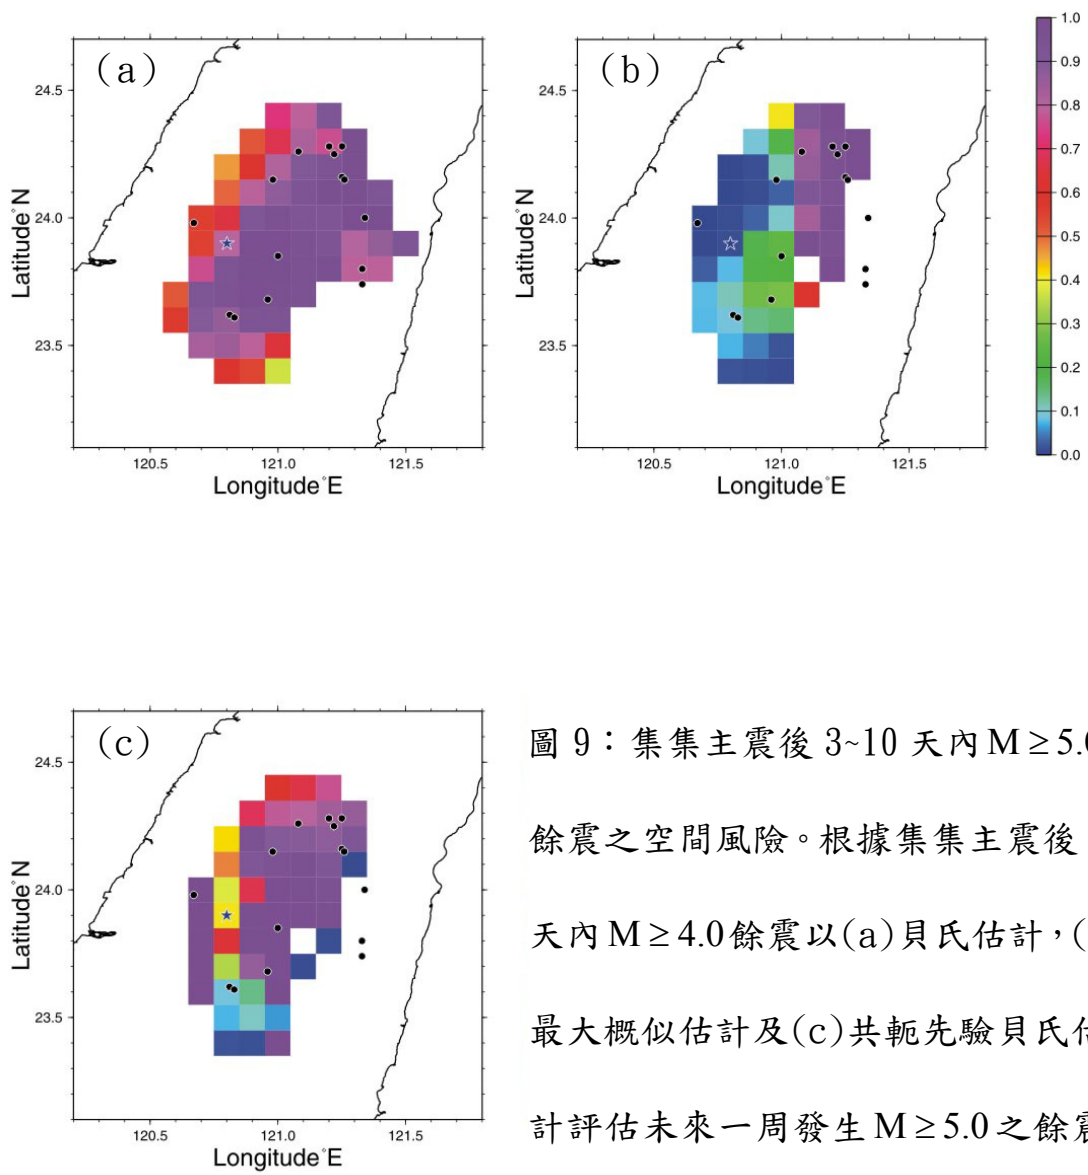 (a)
24.5
24.0
23.5
Latitude°N
120.5 121.0 121.5
Longitude°E
(b)
24.5
24.0
23.5
Latitude°N
120.5 121.0 121.5
Longitude°E
1.0
0.9
0.8
0.7
0.6
0.5
0.4
0.3
0.2
0.1
0.0
(c)
24.5
24.0
23.5
Latitude°N
120.5 121.0 121.5
Longitude°E
圖 9：集集主震後 3~10 天內 M ≥ 5.0
餘震之空間風險。根據集集主震後
天內 M ≥ 4.0 餘震以(a)貝氏估計，(
最大概似估計及(c)共軛先驗貝氏估
計評估未來一周發生 M ≥ 5.0 之餘震